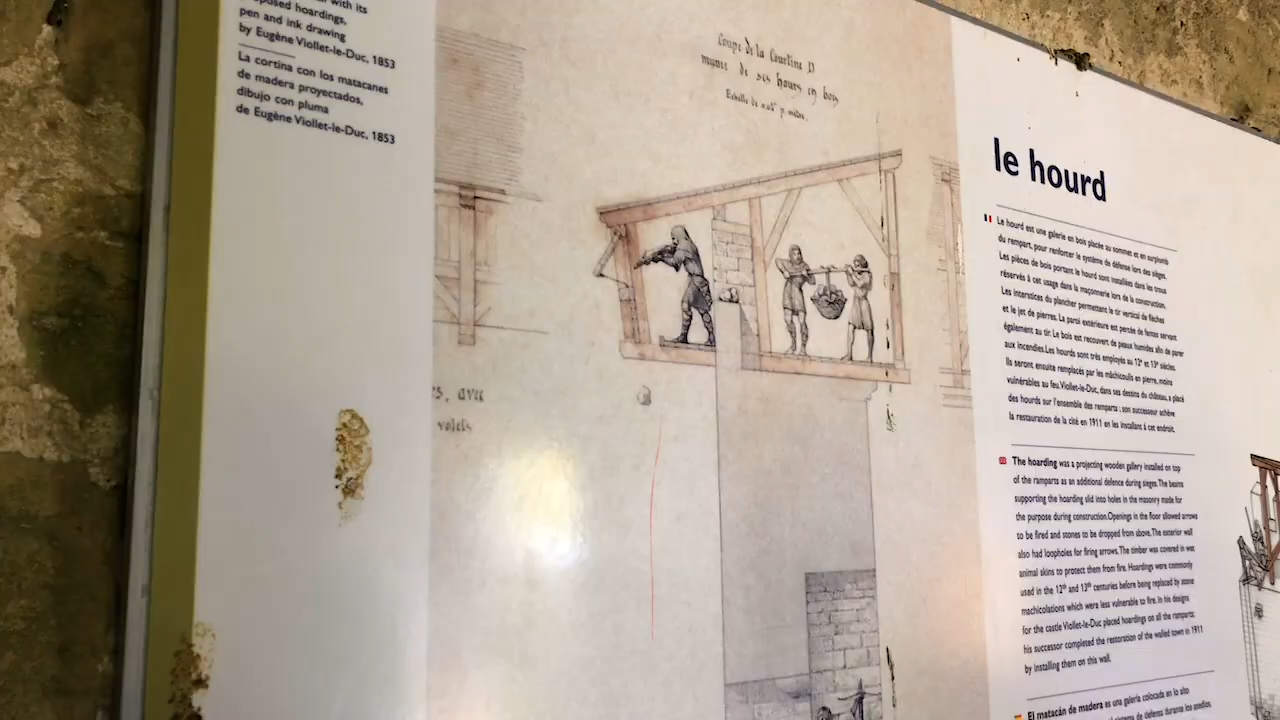 with its
posed hoardings,
pen and ink drawing
by Eugène Viollet-le-Duc, 1853
La cortina con los matacanes
de madera proyectados,
dibujo con pluma
de Eugène Viollet-le-Duc, 1853
Coupe de la Courtine D
munie de ses hours en bois
Echelle de p. mètre.
avec
volets
le hourd
Le hourd est une galerie en bois placée au sommet et en surplomb
du rempart, pour renforcer le système de défense lors des sièges.
Les pièces de bois portant le hourd sont installées dans les trous
réservés à cet usage dans la maçonnerie lors de la construction.
Les interstices du plancher permettent le tir vertical de flèches
et le jet de pierres. La paroi extérieure est percée de fentes servant
également au tir. Le bois est recouvert de peaux humides afin de parer
aux incendies. Les hourds sont très employés au 12e et 13e siècles.
Ils seront ensuite remplacés par les mâchicoulis en pierre, moins
vulnérables au feu. Viollet-le-Duc, dans ses dessins du château, a placé
des hourds sur l'ensemble des remparts ; son successeur achève
la restauration de la cité en 1911 en les installant à cet endroit.
The hoarding was a projecting wooden gallery installed on top
of the ramparts as an additional defence during sieges. The beams
supporting the hoarding slid into holes in the masonry made for
the purpose during construction. Openings in the floor allowed arrows
to be fired and stones to be dropped from above. The exterior wall
also had loopholes for firing arrows. The timber was covered in wet
animal skins to protect them from fire. Hoardings were commonly
used in the 12th and 13th centuries before being replaced by stone
machicolations which were less vulnerable to fire. In his designs
for the castle Viollet-le-Duc placed hoardings on all the ramparts;
his successor completed the restoration of the walled town in 1911
by installing them on this wall.
El matacán de madera es una galería colocada en lo alto
de defensa durante los asedios.